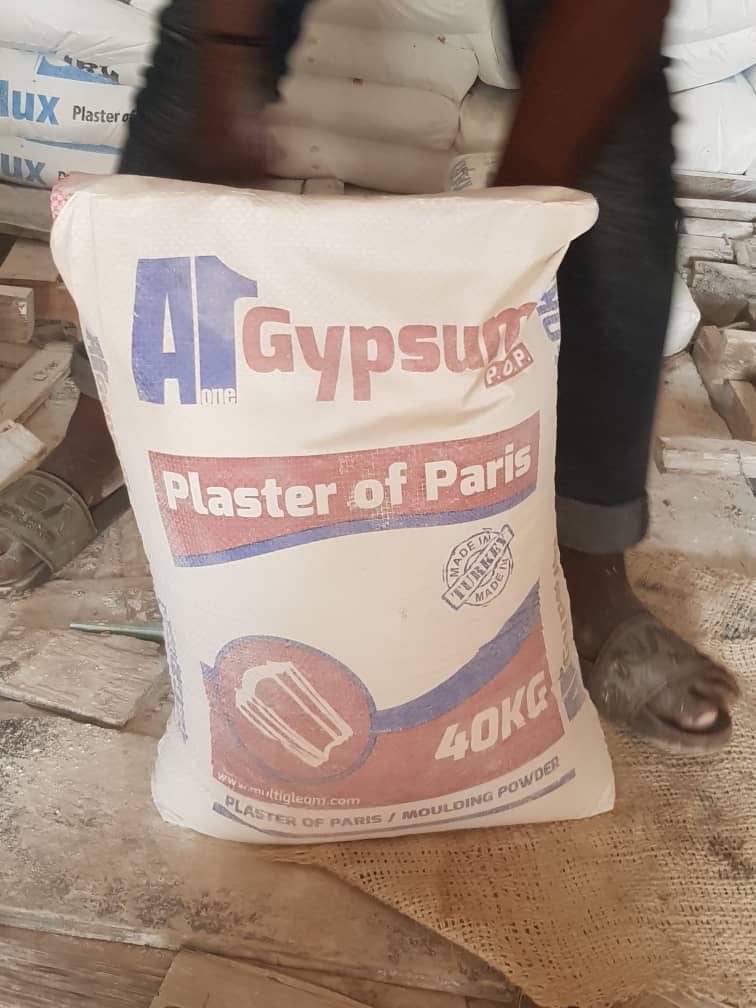 lux Plaster of
ux
A1
one
Gypsum
P.O.P.
Plaster of Paris
MADE IN
TURKEY
MADE IN
40KG
www.multigleam.com
PLASTER OF PARIS / MOULDING POWDER